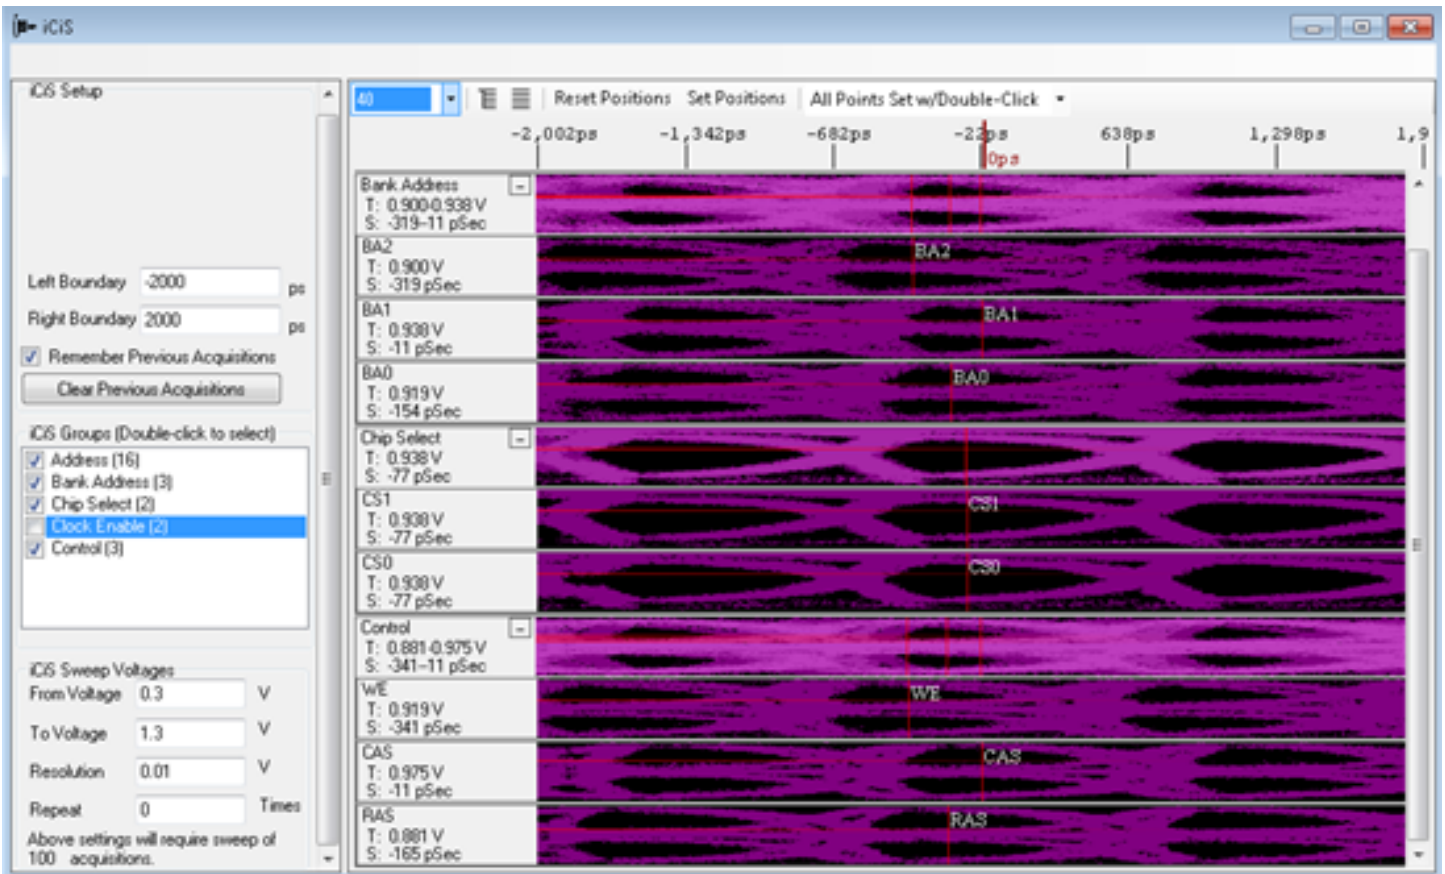 iCiS
iCiS Setup
Left Boundary -2000 ps
Right Boundary 2000 ps
Remember Previous Acquisitions
Clear Previous Acquisitions
iCiS Groups (Double-click to select)
Address (16)
Bank Address (3)
Chip Select (2)
Clock Enable (2)
Control (3)
iCiS Sweep Voltages
From Voltage 0.3 V
To Voltage 1.3 V
Resolution 0.01 V
Repeat 0 Times
Above settings will require sweep of
100 acquisitions.
40 Reset Positions Set Positions All Points Set w/Double-Click
-2,002ps -1,342ps -682ps -22ps 638ps 1,298ps 1,9
0ps
Bank Address
T: 0.900-0.938 V
S: -319--11 pSec
BA2
T: 0.900 V
S: -319 pSec
BA2
BA1
T: 0.938 V
S: -11 pSec
BA1
BA0
T: 0.919 V
S: -154 pSec
BA0
Chip Select
T: 0.938 V
S: -77 pSec
CS1
T: 0.938 V
S: -77 pSec
CS1
CS0
T: 0.938 V
S: -77 pSec
CS0
Control
T: 0.881-0.975 V
S: -341--11 pSec
WE
T: 0.919 V
S: -341 pSec
WE
CAS
T: 0.975 V
S: -11 pSec
CAS
RAS
T: 0.881 V
S: -165 pSec
RAS